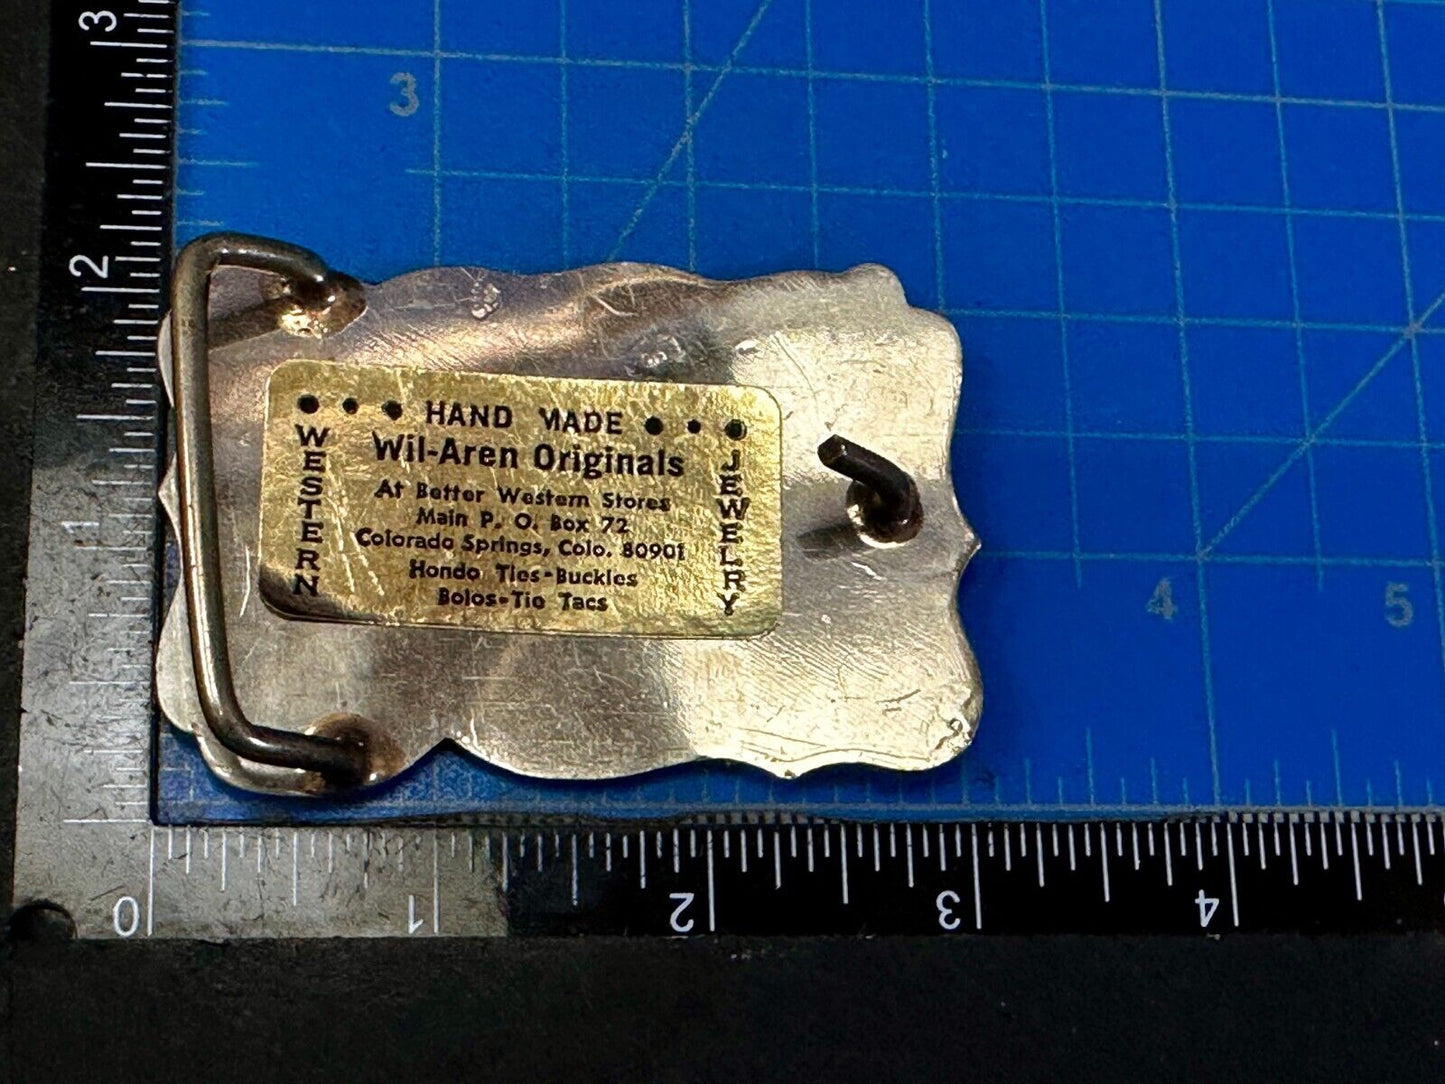 HAND MADE
Wil-Aren Originals
At Better Western Stores
Main P. O. Box 72
Colorado Springs, Colo. 80901
Hondo Ties-Buckles
Bolos-Tie Tacs
WESTERN
JEWELRY
3
2
1
0
1
2
3
4
3
4
5